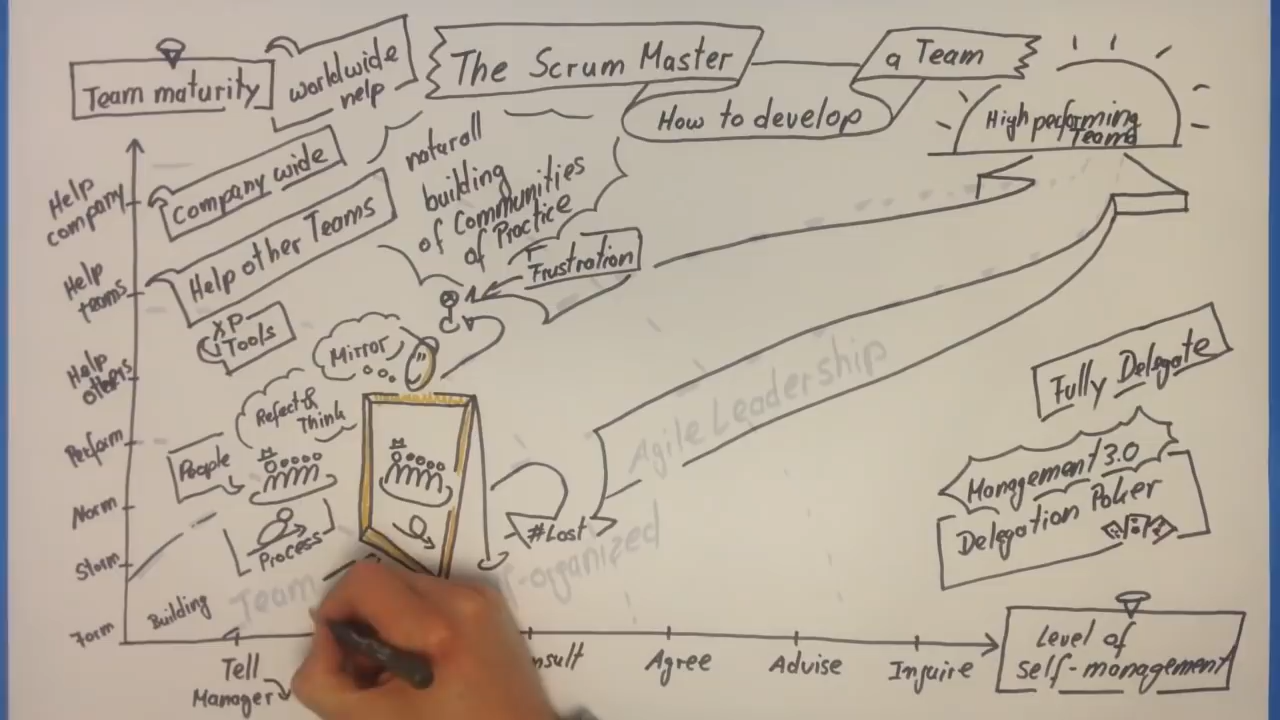 The Scrum Master
How to develop
a Team
Team maturity
worldwide
help
Company wide
Help other Teams
naturall
building
of Communities
of Practice
Frustration
High performing
Teams
Help
company
Help
teams
Help
others
Perform
Norm
Storm
Form
XP
Tools
Mirror
Refect &
Think
People
Process
Building
Team
#Lost
-organized
Agile Leadership
Fully Delegate
Management 3.0
Delegation Poker
Tell
Manager
Agree
Advise
Inquire
Level of
self-management